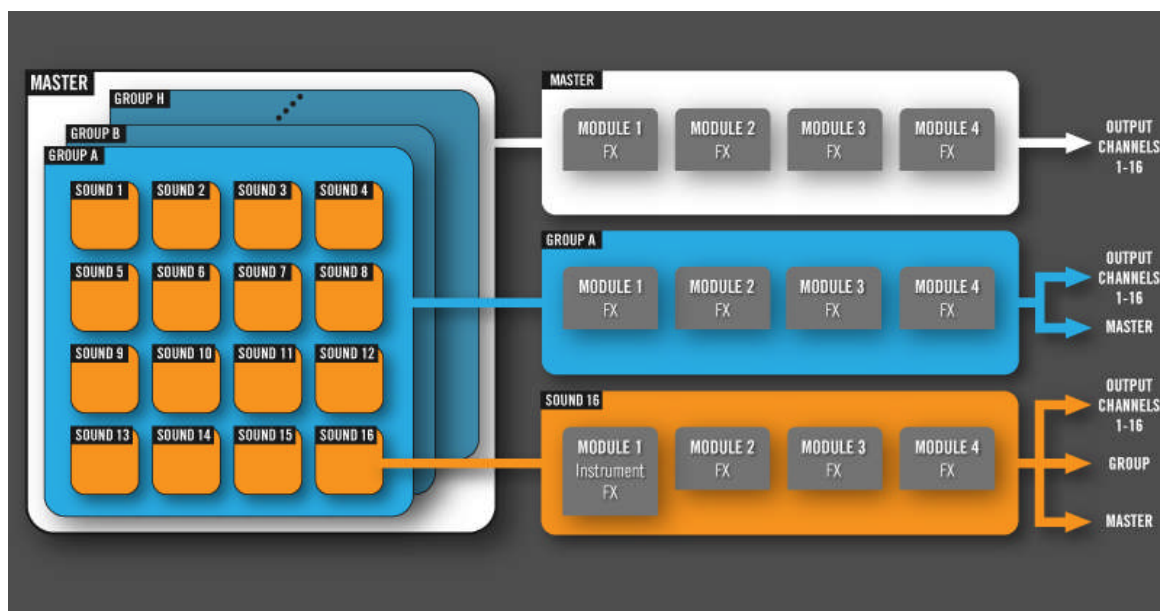 MASTER
GROUP H
GROUP B
GROUP A
SOUND 1
SOUND 2
SOUND 3
SOUND 4
SOUND 5
SOUND 6
SOUND 7
SOUND 8
SOUND 9
SOUND 10
SOUND 11
SOUND 12
SOUND 13
SOUND 14
SOUND 15
SOUND 16
MASTER
MODULE 1
FX
MODULE 2
FX
MODULE 3
FX
MODULE 4
FX
OUTPUT
CHANNELS
1-16
GROUP A
MODULE 1
FX
MODULE 2
FX
MODULE 3
FX
MODULE 4
FX
OUTPUT
CHANNELS
1-16
MASTER
SOUND 16
MODULE 1
Instrument
FX
MODULE 2
FX
MODULE 3
FX
MODULE 4
FX
OUTPUT
CHANNELS
1-16
GROUP
MASTER